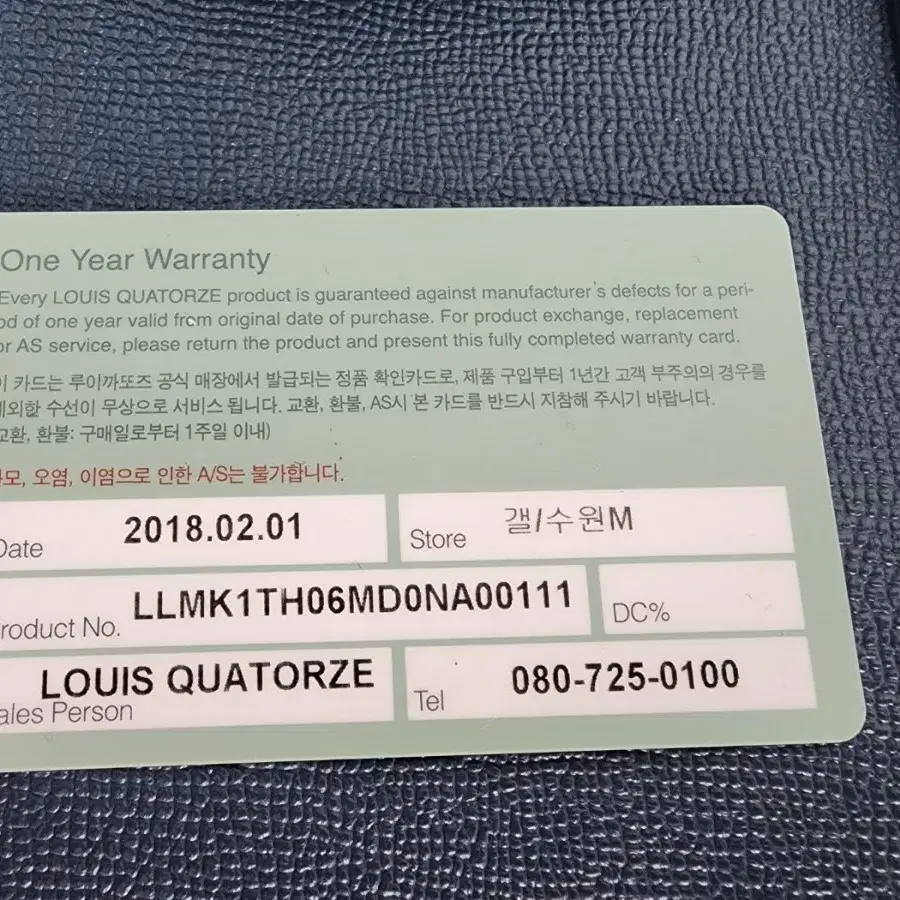 One Year Warranty
Every LOUIS QUATORZE product is guaranteed against manufacturer's defects for a peri-
od of one year valid from original date of purchase. For product exchange, replacement
or AS service, please return the product and present this fully completed warranty card.
이 카드는 루이까또즈 공식 매장에서 발급되는 정품 확인카드로, 제품 구입부터 1년간 고객 부주의의 경우를
제외한 수선이 무상으로 서비스 됩니다. 교환, 환불, AS시 본 카드를 반드시 지참해 주시기 바랍니다.
교환, 환불: 구매일로부터 1주일 이내)
오염, 이염으로 인한 A/S는 불가합니다.
Date 2018.02.01 Store 갤/수원M
Product No. LLMK1TH06MD0NA00111 DC%
Sales Person LOUIS QUATORZE Tel 080-725-0100